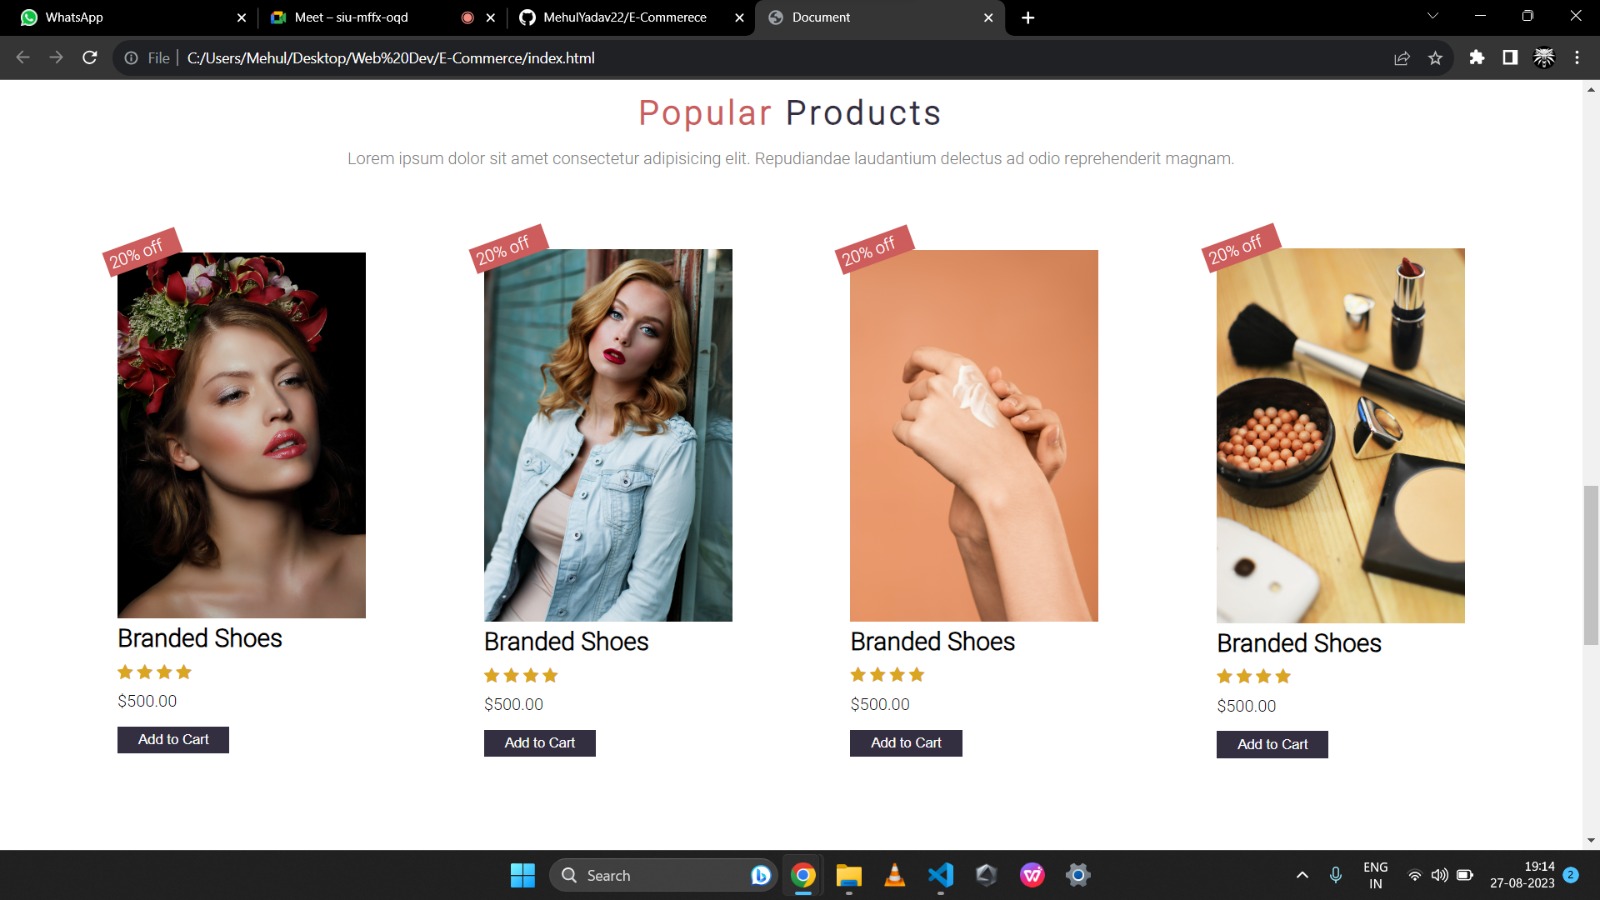 WhatsApp
Meet – siu-mffx-oqd
MehulYadav22/E-Commerece
Document
File
C:/Users/Mehul/Desktop/Web%20Dev/E-Commerce/index.html
Popular Products
Lorem ipsum dolor sit amet consectetur adipisicing elit. Repudiandae laudantium delectus ad odio reprehenderit magnam.
20% off
20% off
20% off
20% off
Branded Shoes
$500.00
Add to Cart
Branded Shoes
$500.00
Add to Cart
Branded Shoes
$500.00
Add to Cart
Branded Shoes
$500.00
Add to Cart
Search
ENG
IN
19:14
27-08-2023
2